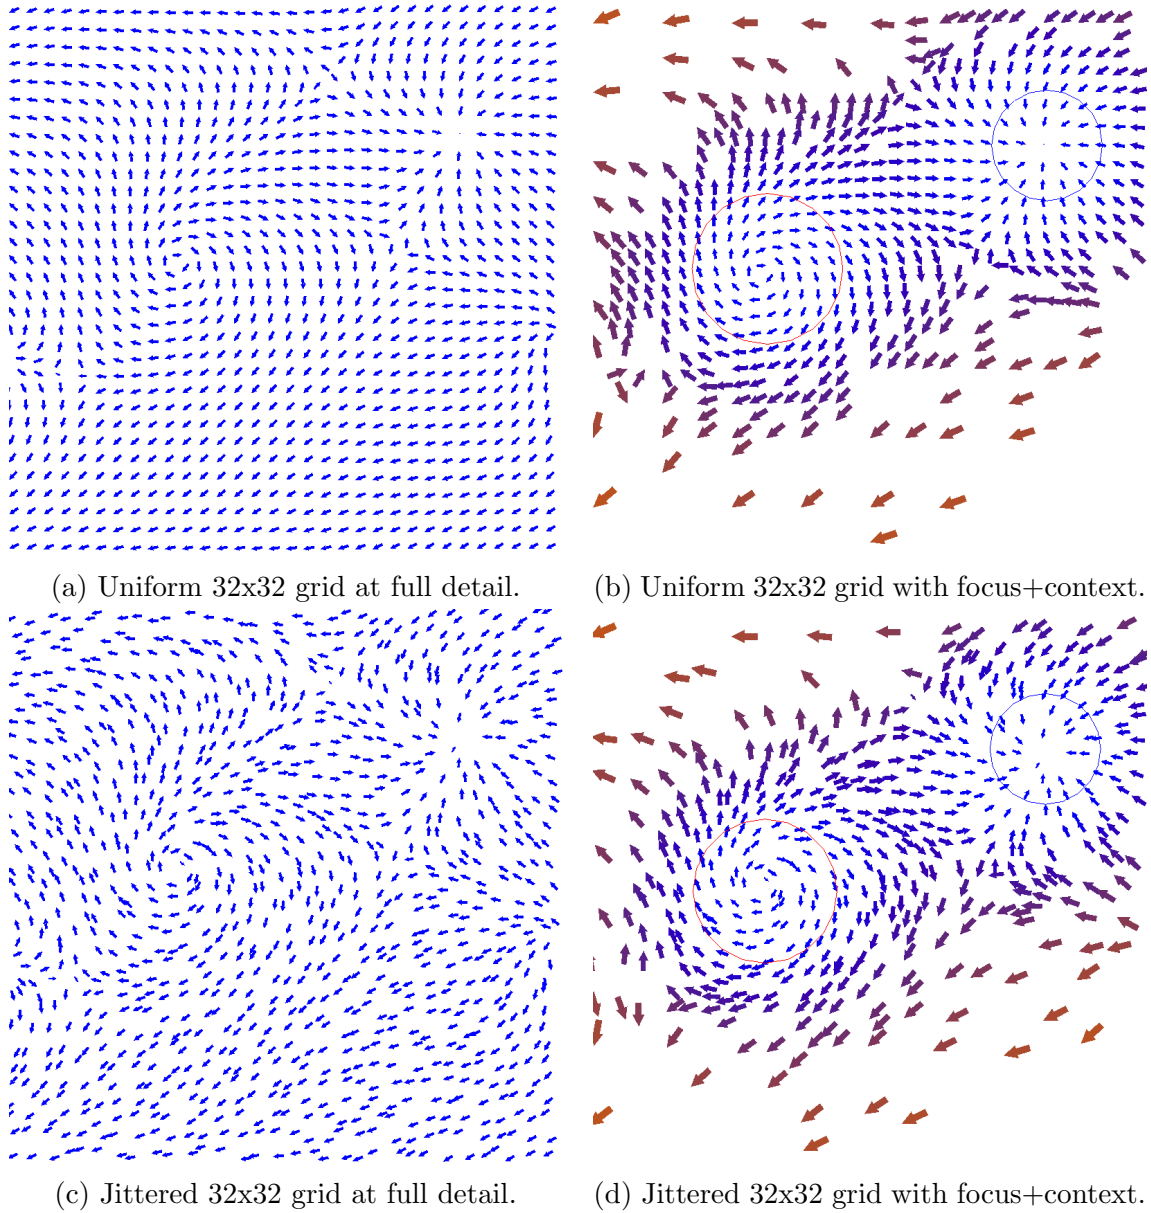 (a) Uniform 32x32 grid at full detail.
(b) Uniform 32x32 grid with focus+context.
(c) Jittered 32x32 grid at full detail.
(d) Jittered 32x32 grid with focus+context.